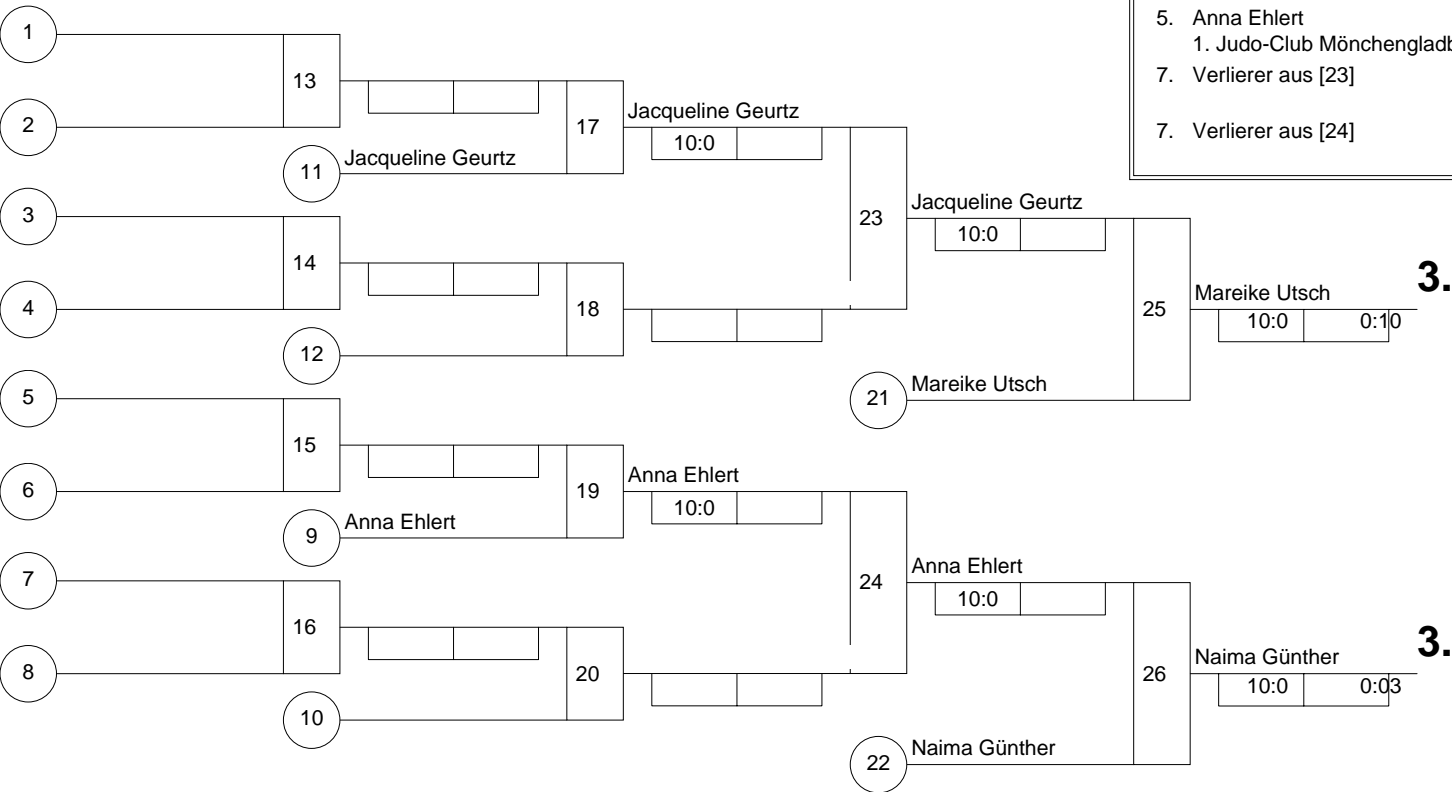 5. Anna Ehlert
1. Judo-Club
7. Verlierer aus [23]
7. Verlierer aus [24]
1
2
13
11
Jacqueline Geurtz
17
Jacqueline Geurtz
10:0
3
4
14
12
18
23
Jacqueline Geurtz
10:0
21
Mareike Utsch
25
Mareike Utsch
10:0 0:10
3.
5
6
15
9
Anna Ehlert
19
Anna Ehlert
10:0
7
8
16
10
20
24
Anna Ehlert
10:0
22
Naima Günther
26
Naima Günther
10:0 0:03
3.